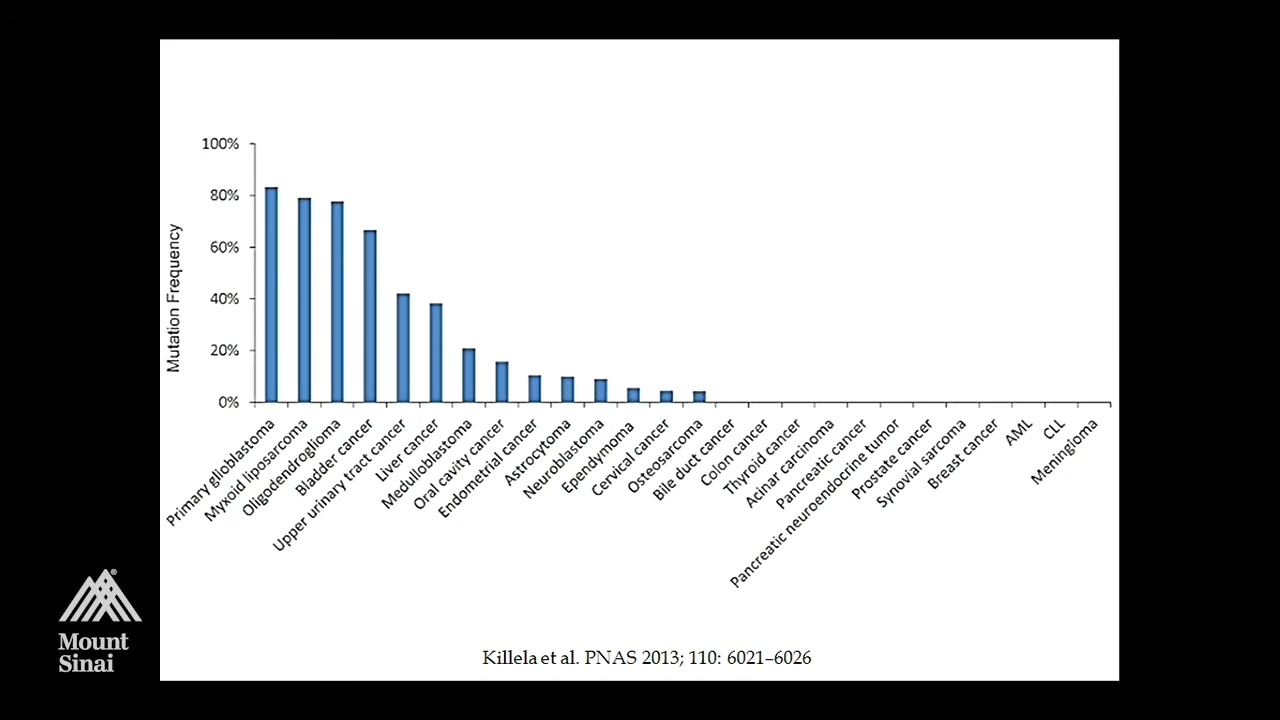 100%
80%
60%
40%
20%
0%
Mutation Frequency
Primary glioblastoma
Myxoid liposarcoma
Oligodendroglioma
Bladder cancer
Upper urinary tract cancer
Liver cancer
Medulloblastoma
Oral cavity cancer
Endometrial cancer
Astrocytoma
Neuroblastoma
Ependymoma
Cervical cancer
Osteosarcoma
Bile duct cancer
Colon cancer
Thyroid cancer
Acinar carcinoma
Pancreatic cancer
Pancreatic neuroendocrine tumor
Prostate cancer
Synovial sarcoma
Breast cancer
AML
CLL
Meningioma
Killela et al. PNAS 2013; 110: 6021–6026
®
Mount
Sinai